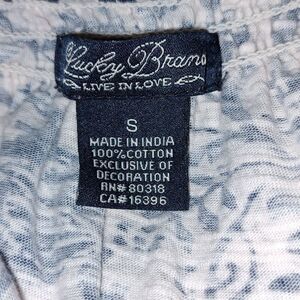 Lucky Brand
LIVE IN LOVE
S
MADE IN INDIA
100% COTTON
EXCLUSIVE OF
DECORATION
RN# 80318
CA# 16396